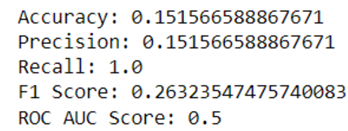 Accuracy: 0.151566588867671
Precision: 0.151566588867671
Recall: 1.0
F1 Score: 0.26323547475740083
ROC AUC Score: 0.5